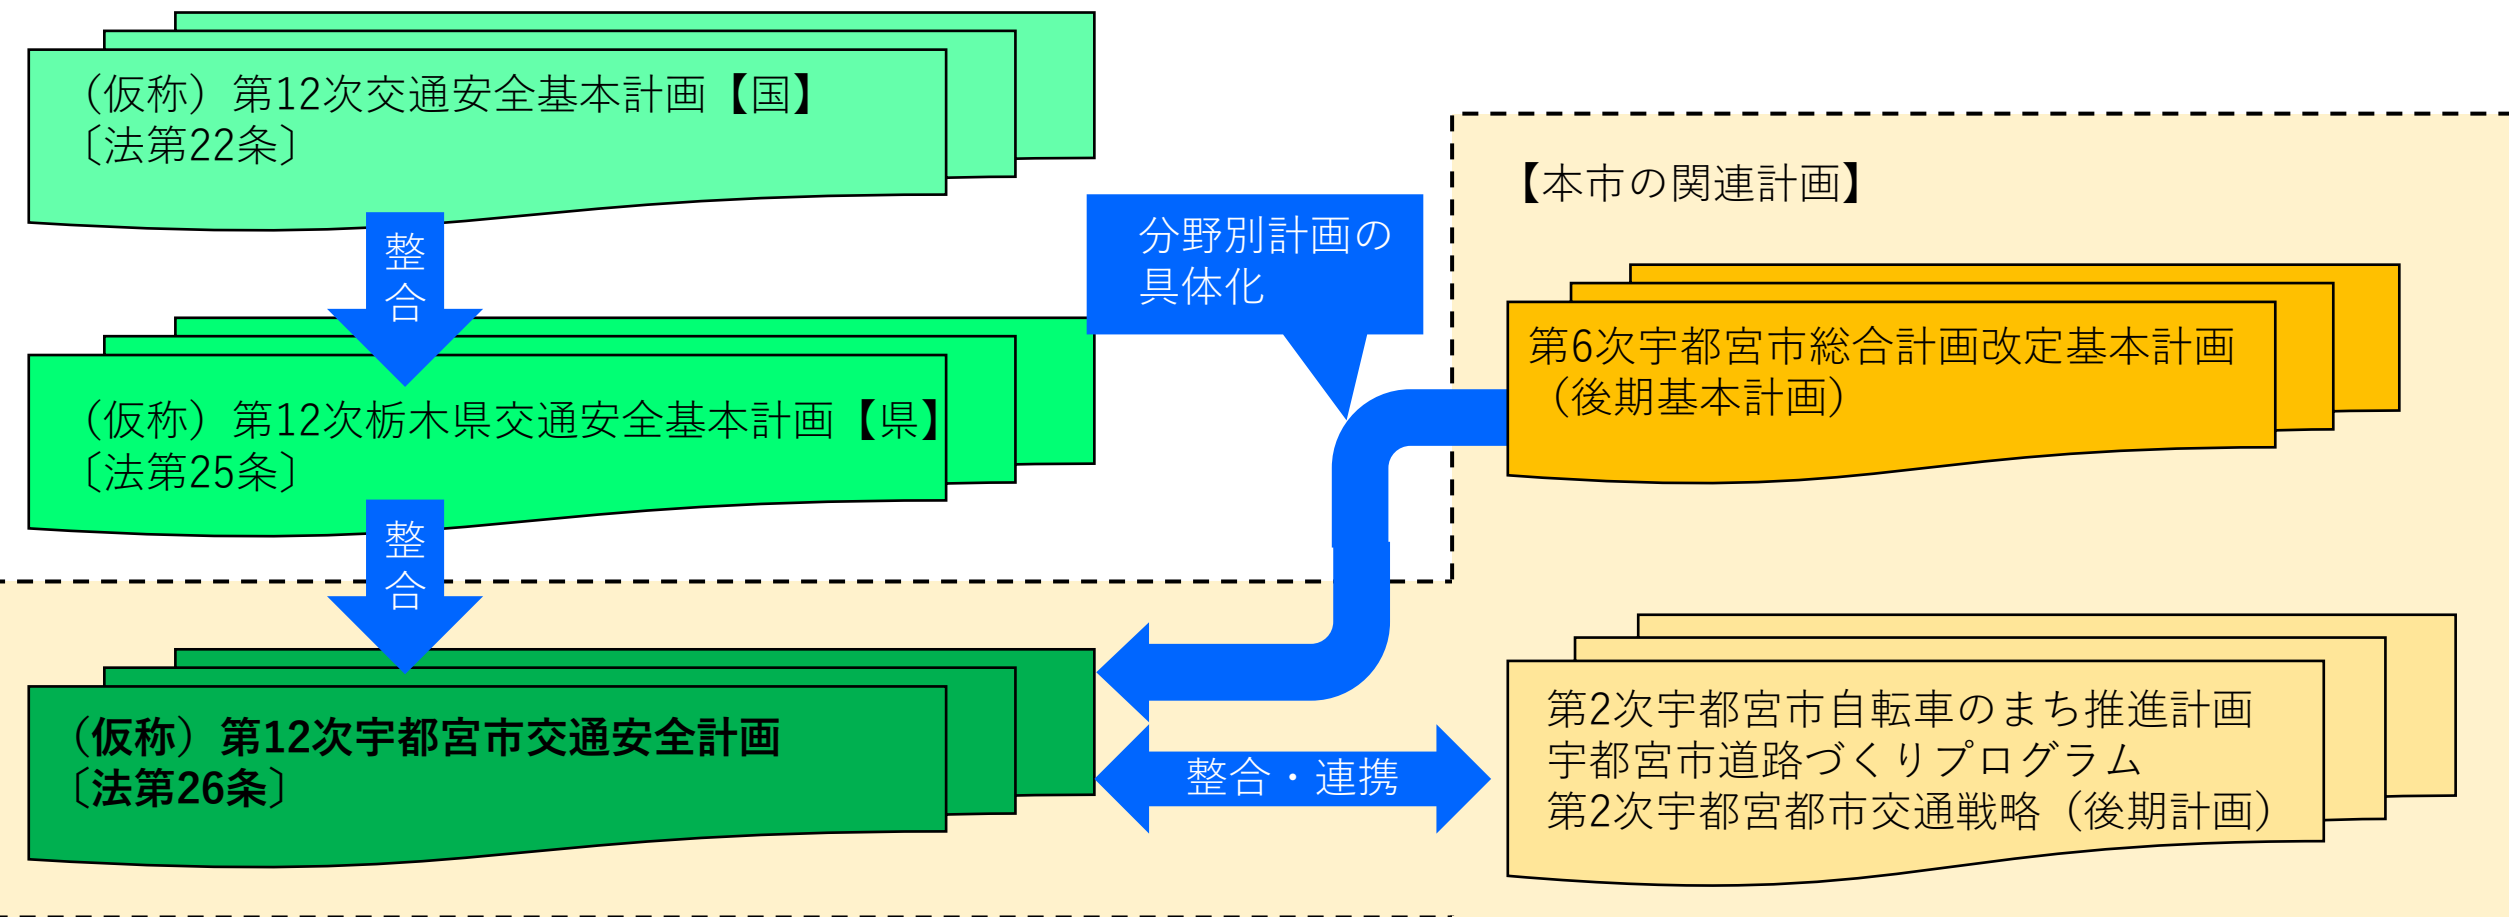 （仮称）第12次交通安全基本計画【国】
〔法第22条〕
整
合
（仮称）第12次栃木県交通安全基本計画【県】
〔法第25条〕
整
合
（仮称）第12次宇都宮市交通安全計画
〔法第26条〕
分野別計画の
具体化
整合・連携
【本市の関連計画】
第6次宇都宮市総合計画改定基本計画
（後期基本計画）
第2次宇都宮市自転車のまち推進計画
宇都宮市道路づくりプログラム
第2次宇都宮都市交通戦略（後期計画）